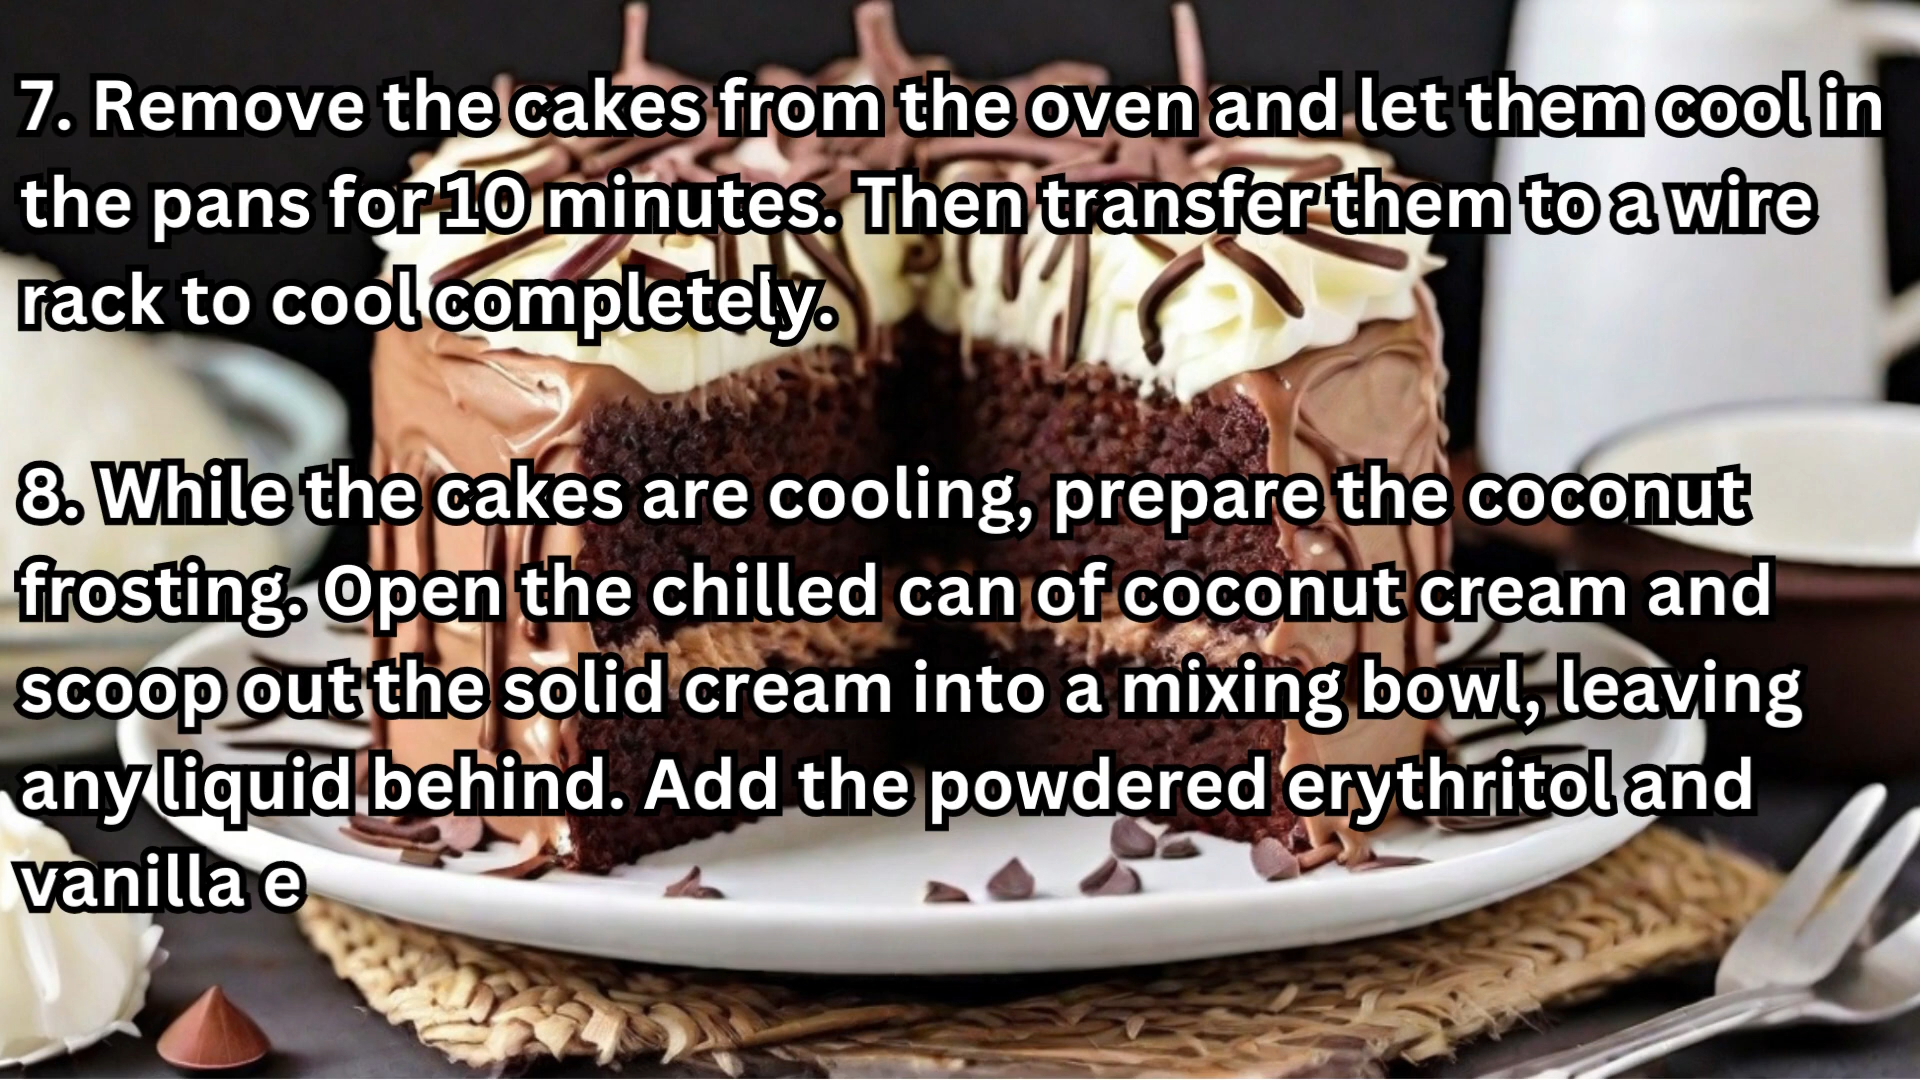 7. Remove the cakes from the oven and let them cool in
the pans for 10 minutes. Then transfer them to a wire
rack to cool completely.
8. While the cakes are cooling, prepare the coconut
frosting. Open the chilled can of coconut cream and
scoop out the solid cream into a mixing bowl, leaving
any liquid behind. Add the powdered erythritol and
vanilla e